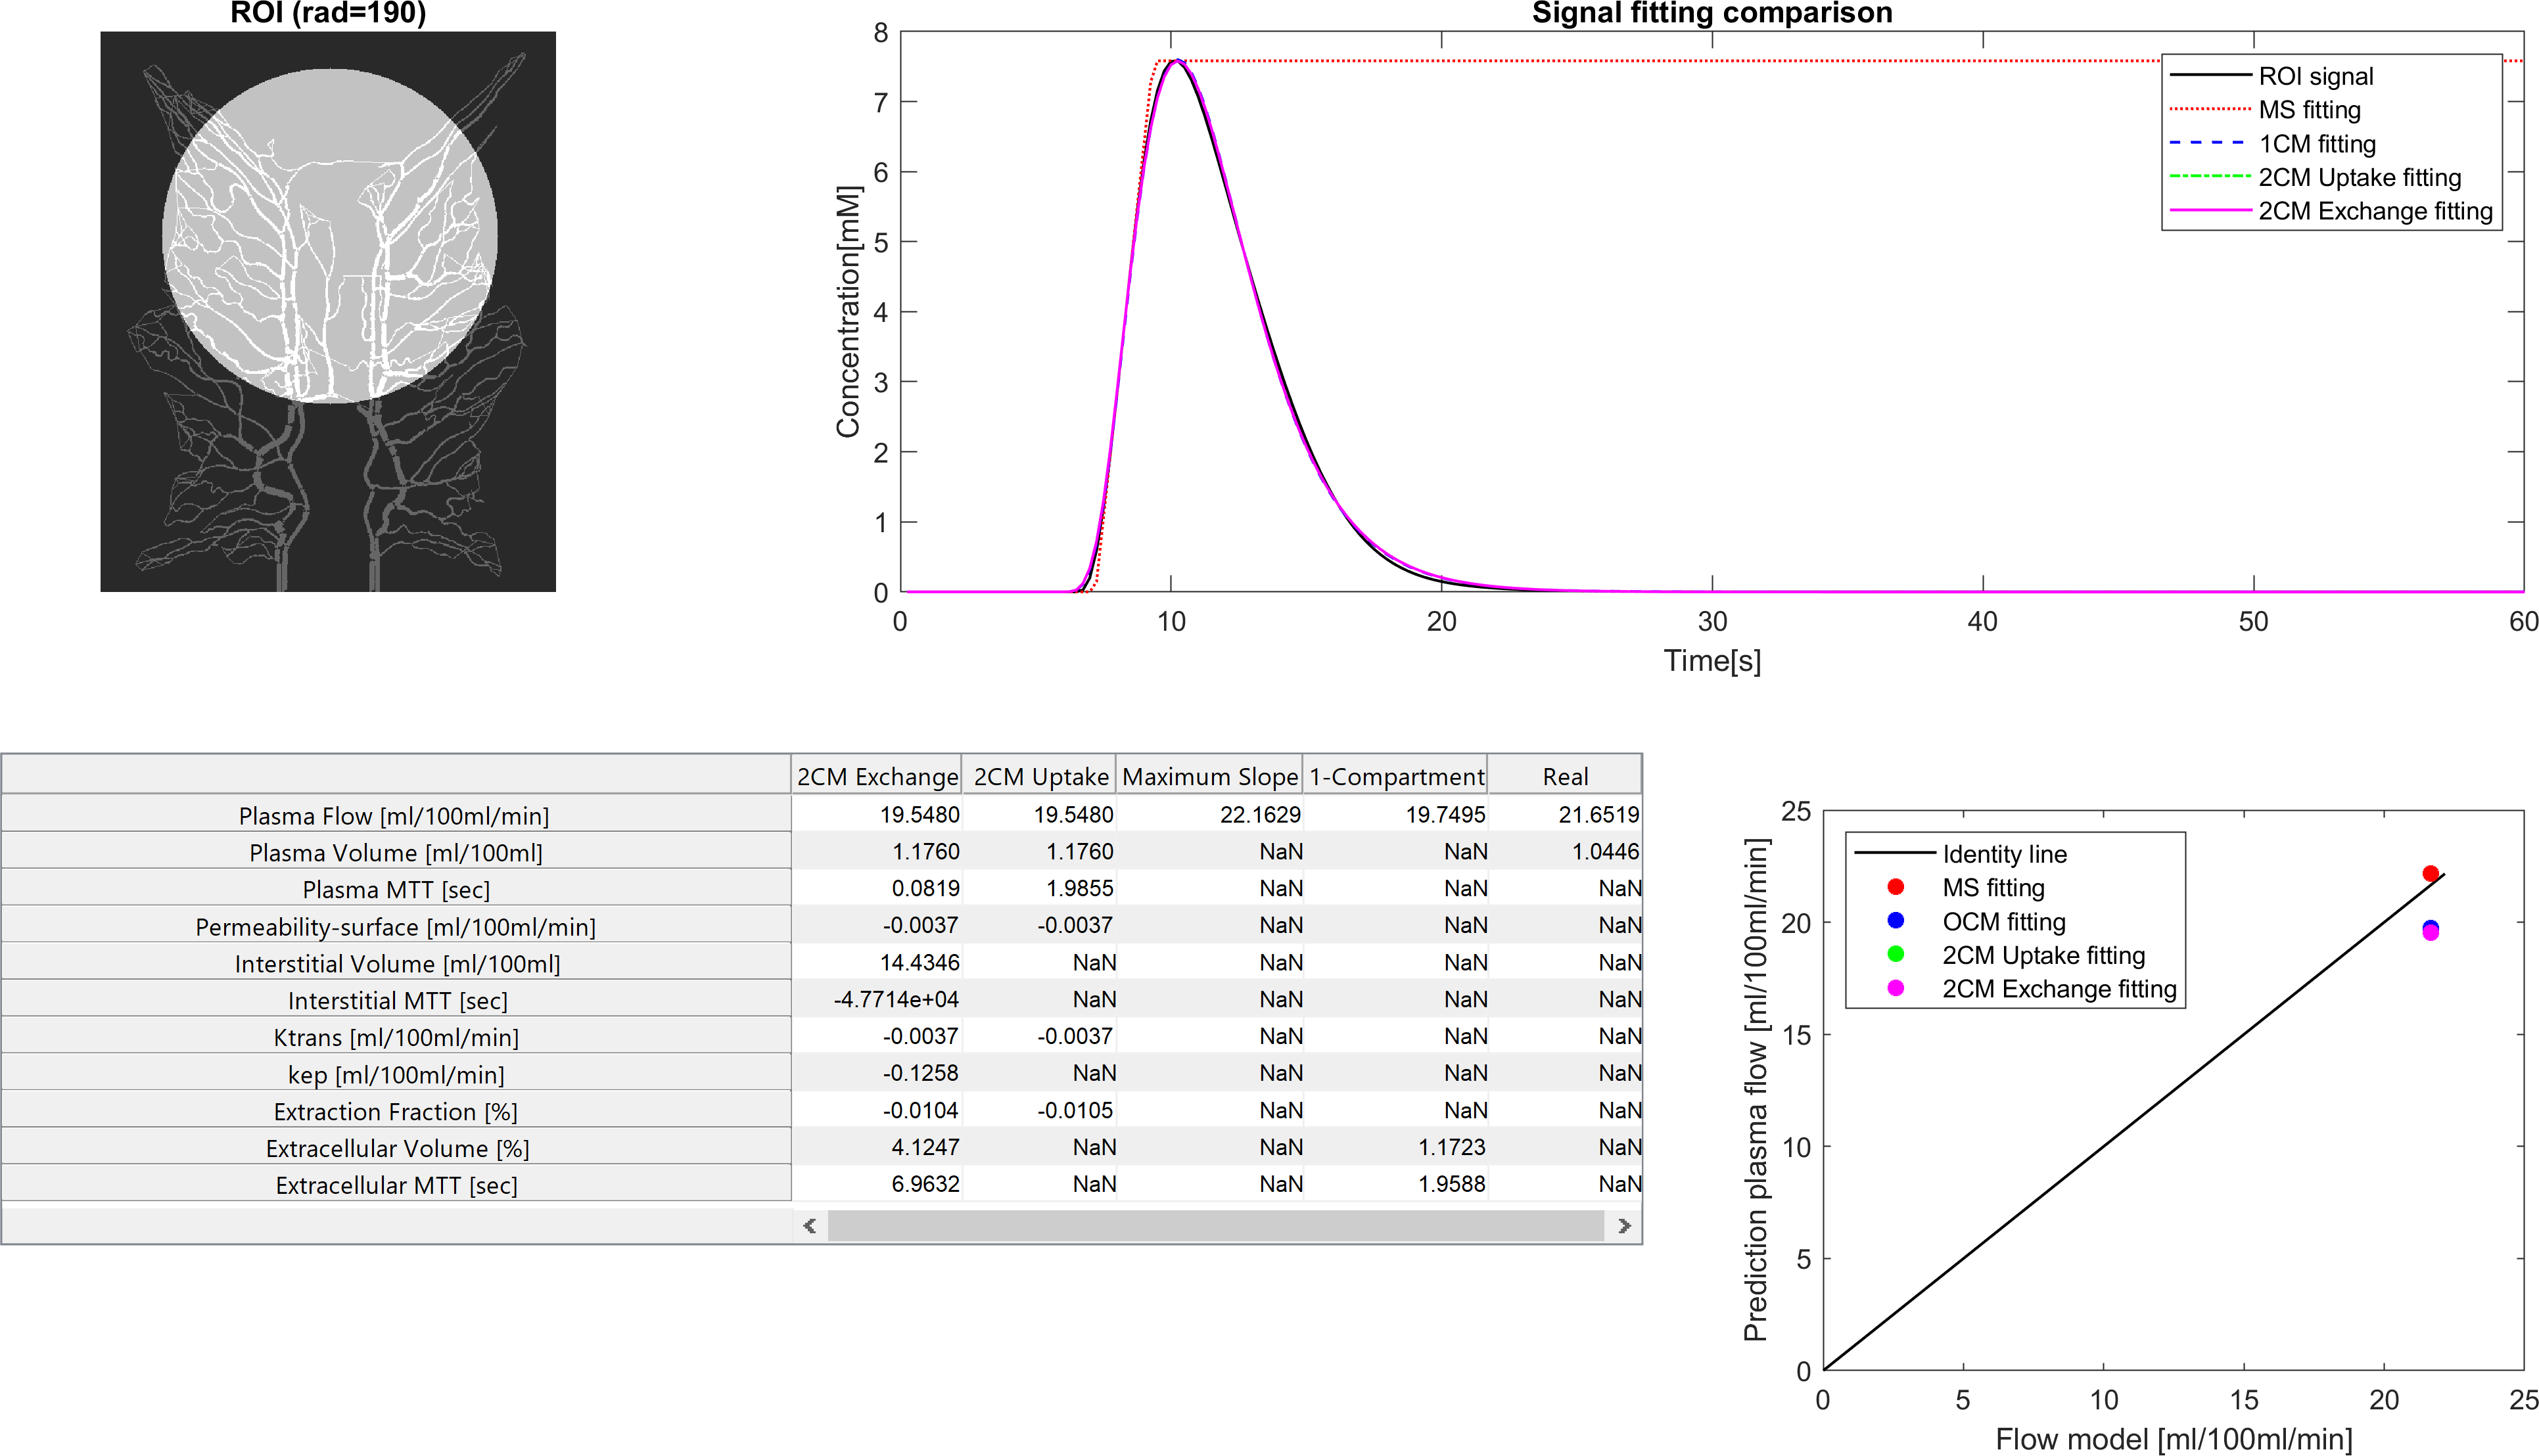 ROI (rad=190)
Signal fitting comparison
Concentration[mM]
8
7
6
5
4
3
2
1
0
0 10 20 30 40 50 60
Time[s]
ROI signal
MS fitting
1CM fitting
2CM Uptake fitting
2CM Exchange fitting
2CM Exchange 2CM Uptake Maximum Slope 1-Compartment Real
Plasma Flow [ml/100ml/min] 19.5480 19.5480 22.1629 19.7495 21.6519
Plasma Volume [ml/100ml] 1.1760 1.1760 NaN NaN 1.0446
Plasma MTT [sec] 0.0819 1.9855 NaN NaN NaN
Permeability-surface [ml/100ml/min] -0.0037 -0.0037 NaN NaN NaN
Interstitial Volume [ml/100ml] 14.4346 NaN NaN NaN NaN
Interstitial MTT [sec] -4.7714e+04 NaN NaN NaN NaN
Ktrans [ml/100ml/min] -0.0037 -0.0037 NaN NaN NaN
kep [ml/100ml/min] -0.1258 NaN NaN NaN NaN
Extraction Fraction [%] -0.0104 -0.0105 NaN NaN NaN
Extracellular Volume [%] 4.1247 NaN NaN 1.1723 NaN
Extracellular MTT [sec] 6.9632 NaN NaN 1.9588 NaN
Prediction plasma flow [ml/100ml/min]
25
20
15
10
5
0
0 5 10 15 20 25
Flow model [ml/100ml/min]
Identity line
MS fitting
OCM fitting
2CM Uptake fitting
2CM Exchange fitting